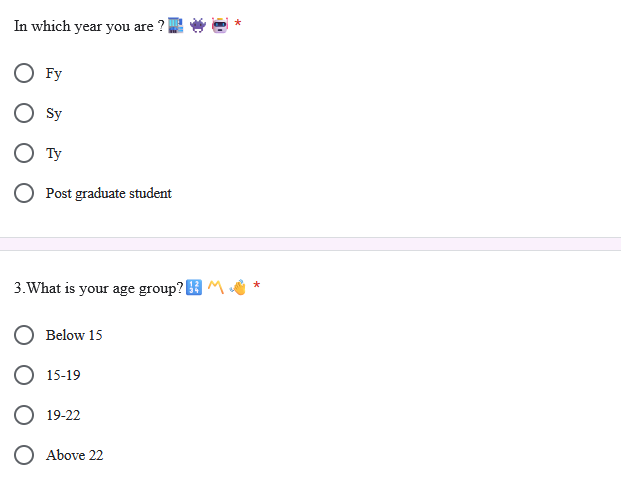 In which year you are ? 🏪 👾 🤖 *
Fy
Sy
Ty
Post graduate student
3.What is your age group? 🔢 〽️ 👏 *
Below 15
15-19
19-22
Above 22